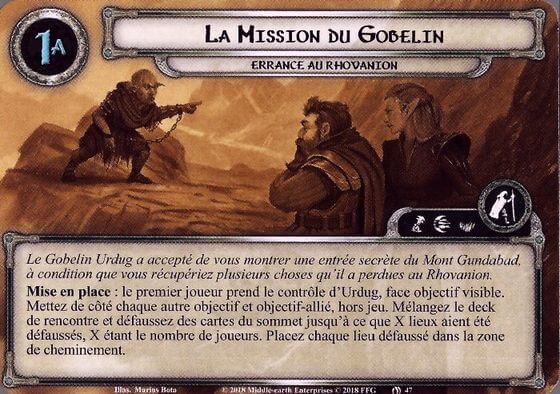 1A
La Mission du Gobelin
Errance au Rhovanion
Le Gobelin Urdug a accepté de vous montrer une entrée secrète du Mont Gundabad,
à condition que vous récupériez plusieurs choses qu'il a perdues au Rhovanion.
Mise en place : le premier joueur prend le contrôle d'Urdug, face objectif visible.
Mettez de côté chaque autre objectif et objectif-allié, hors jeu. Mélangez le deck
de rencontre et défaussez des cartes du sommet jusqu'à ce que X lieux aient été
défaussés, X étant le nombre de joueurs. Placez chaque lieu défaussé dans la zone
de cheminement.
Illus. Marius Bota © 2018 Middle-earth Enterprises © 2018 FFG 47